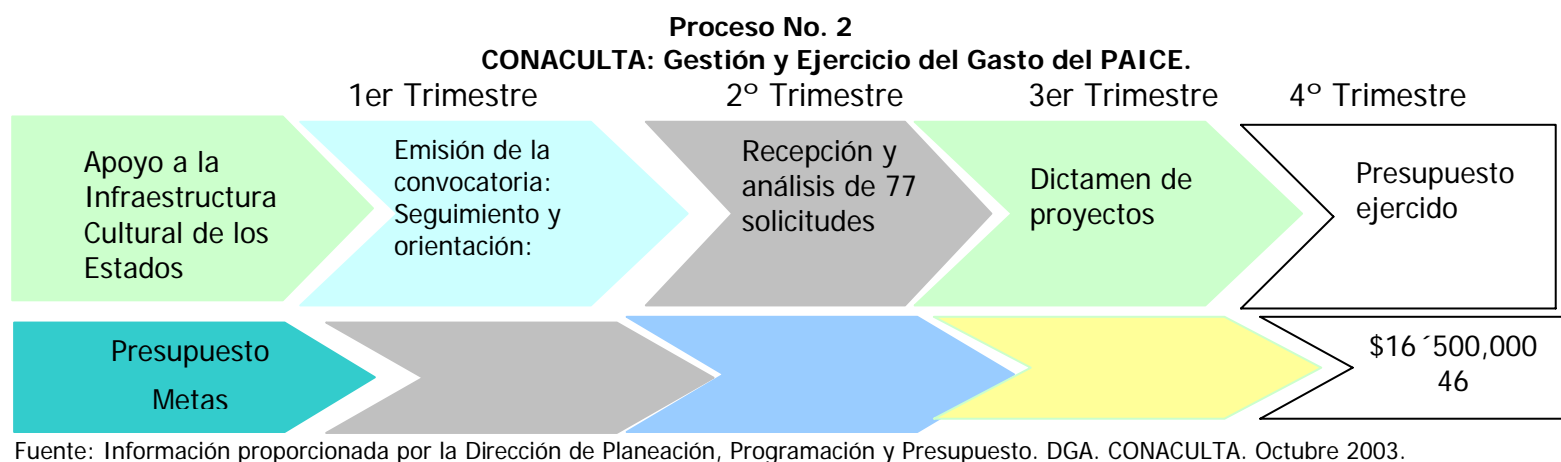 Proceso No. 2
CONACULTA: Gestión y Ejercicio del Gasto del PAICE.
1er Trimestre
2º Trimestre
3er Trimestre
4º Trimestre
Apoyo a la
Infraestructura
Cultural de los
Estados
Emisión de la
convocatoria:
Seguimiento y
orientación:
Recepción y
análisis de 77
solicitudes
Dictamen de
proyectos
Presupuesto
ejercido
Presupuesto
Metas
$16 ´500,000
46
Fuente: Información proporcionada por la Dirección de Planeación, Programación y Presupuesto. DGA. CONACULTA. Octubre 2003.